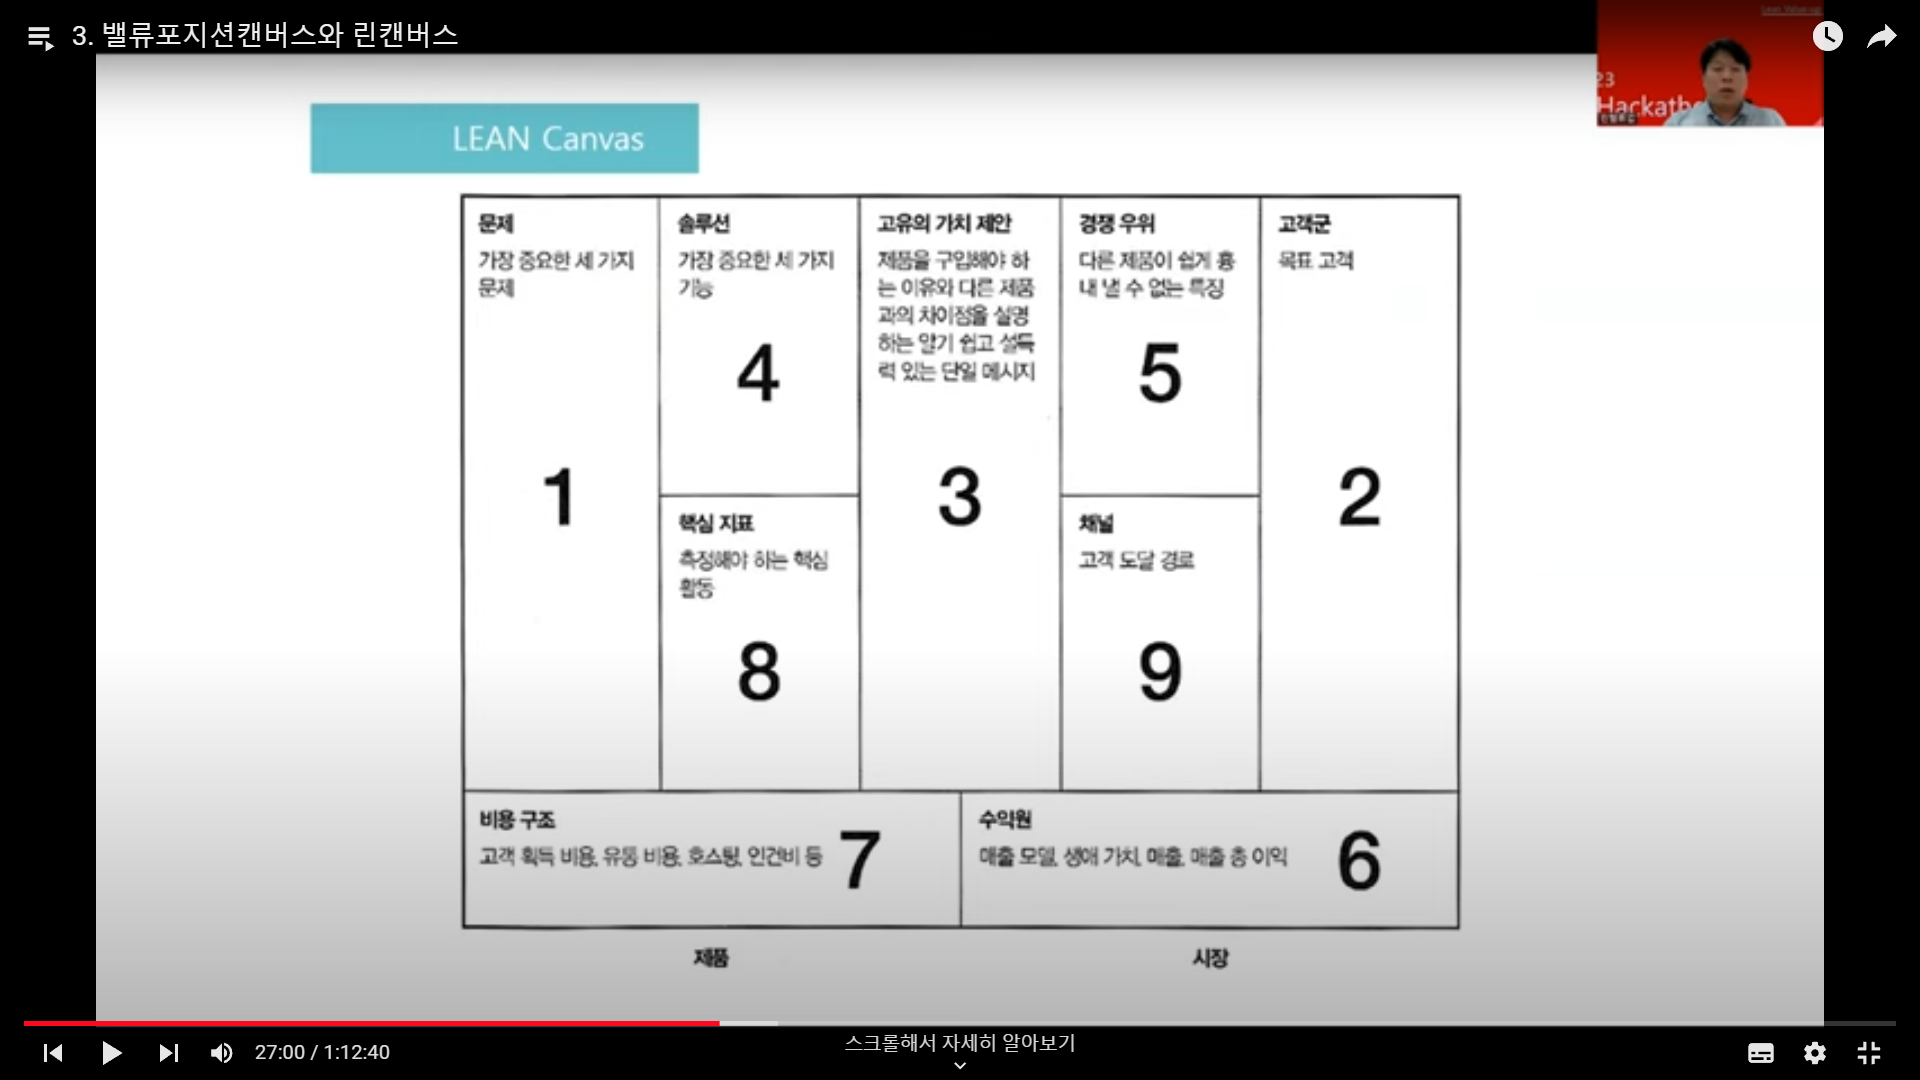 3. 밸류포지션캔버스와 린캔버스
23
Hackath
LEAN Canvas
문제
가장 중요한 세 가지
문제
1
솔루션
가장 중요한 세 가지
기능
4
핵심 지표
측정해야 하는 핵심
활동
8
고유의 가치 제안
제품을 구입해야 하
는 이유와 다른 제품
과의 차이점을 설명
하는 알기 쉽고 설득
력 있는 단일 메시지
3
경쟁 우위
다른 제품이 쉽게 흉
내 낼 수 없는 특징
5
채널
고객 도달 경로
9
고객군
목표 고객
2
비용 구조
고객 획득 비용, 유통 비용, 호스팅, 인건비 등
7
수익원
매출 모델, 생애 가치, 매출, 매출 총 이익
6
제품
시장
27:00 / 1:12:40
스크롤해서 자세히 알아보기